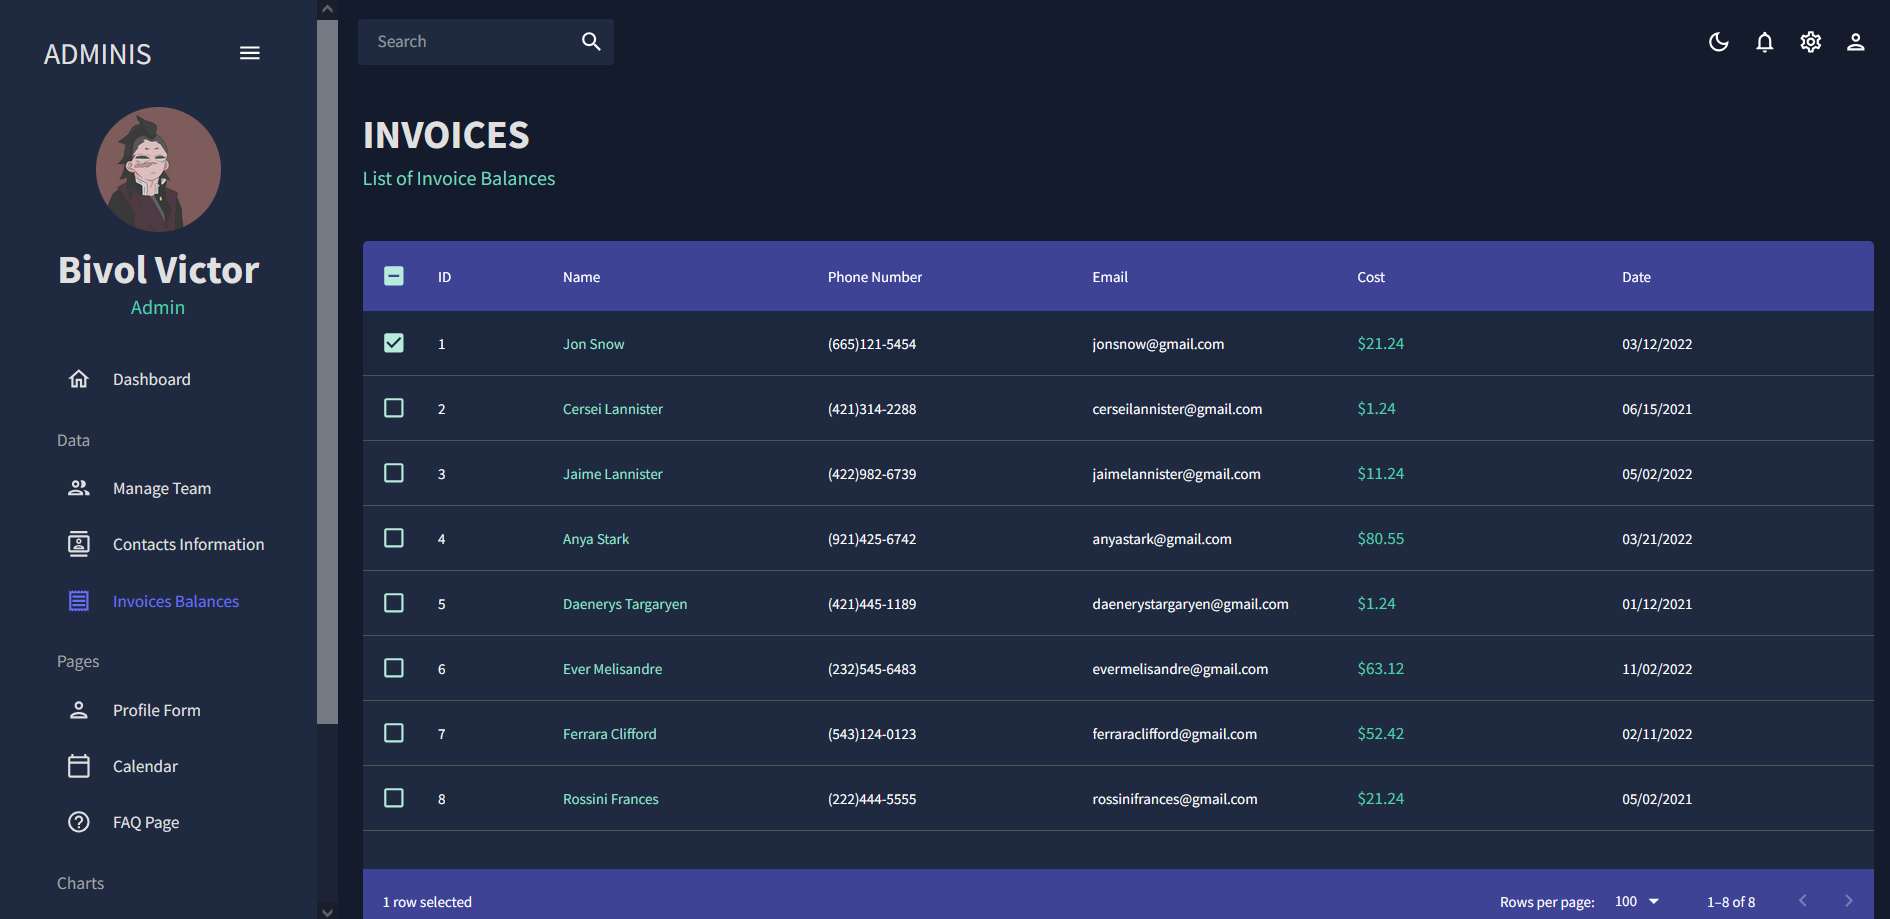 ADMINIS
Search
Bivol Victor
Admin
Dashboard
Data
Manage Team
Contacts Information
Invoices Balances
Pages
Profile Form
Calendar
FAQ Page
Charts
INVOICES
List of Invoice Balances
ID Name Phone Number Email Cost Date
1 Jon Snow (665)121-5454 jonsnow@gmail.com $21.24 03/12/2022
2 Cersei Lannister (421)314-2288 cerseilannister@gmail.com $1.24 06/15/2021
3 Jaime Lannister (422)982-6739 jaimelannister@gmail.com $11.24 05/02/2022
4 Anya Stark (921)425-6742 anyastark@gmail.com $80.55 03/21/2022
5 Daenerys Targaryen (421)445-1189 daenerystargaryen@gmail.com $1.24 01/12/2021
6 Ever Melisandre (232)545-6483 evermelisandre@gmail.com $63.12 11/02/2022
7 Ferrara Clifford (543)124-0123 ferraraclifford@gmail.com $52.42 02/11/2022
8 Rossini Frances (222)444-5555 rossinifrances@gmail.com $21.24 05/02/2021
1 row selected Rows per page: 100 1–8 of 8